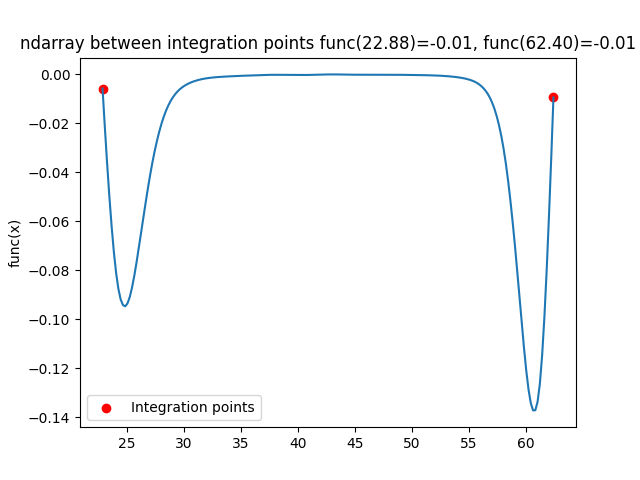 ndarray between integration points func(22.88)=-0.01, func(62.40)=-0.01
0.00
−0.02
−0.04
−0.06
−0.08
−0.10
−0.12
−0.14
func(x)
Integration points
25 30 35 40 45 50 55 60